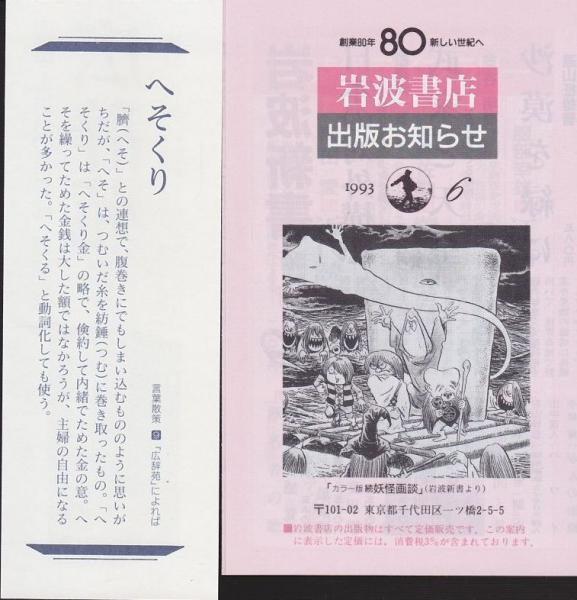 へそくり
「臍(へそ)」との連想で、腹巻きにでもしまい込むもののように思いが
ちだが、「へそ」は、つむいだ糸を紡錘(つむ)に巻き取ったもの。「へ
そくり」は「へそくり金」の略で、倹約して内緒でためた金の意。へ
そを繰ってためた金銭は大した額ではなかろうが、主婦の自由になる
ことが多かった。「へそくる」と動詞化しても使う。
言葉散策 「広辞苑」によれば
創業80年 80 新しい世紀へ
岩波書店
出版お知らせ
1993 6
「カラー版 続妖怪画談」(岩波新書より)
〒101-02 東京都千代田区一ツ橋2-5-5
■岩波書店の出版物はすべて定価販売です。この案内
に表示した定価には、消費税3%が含まれております。